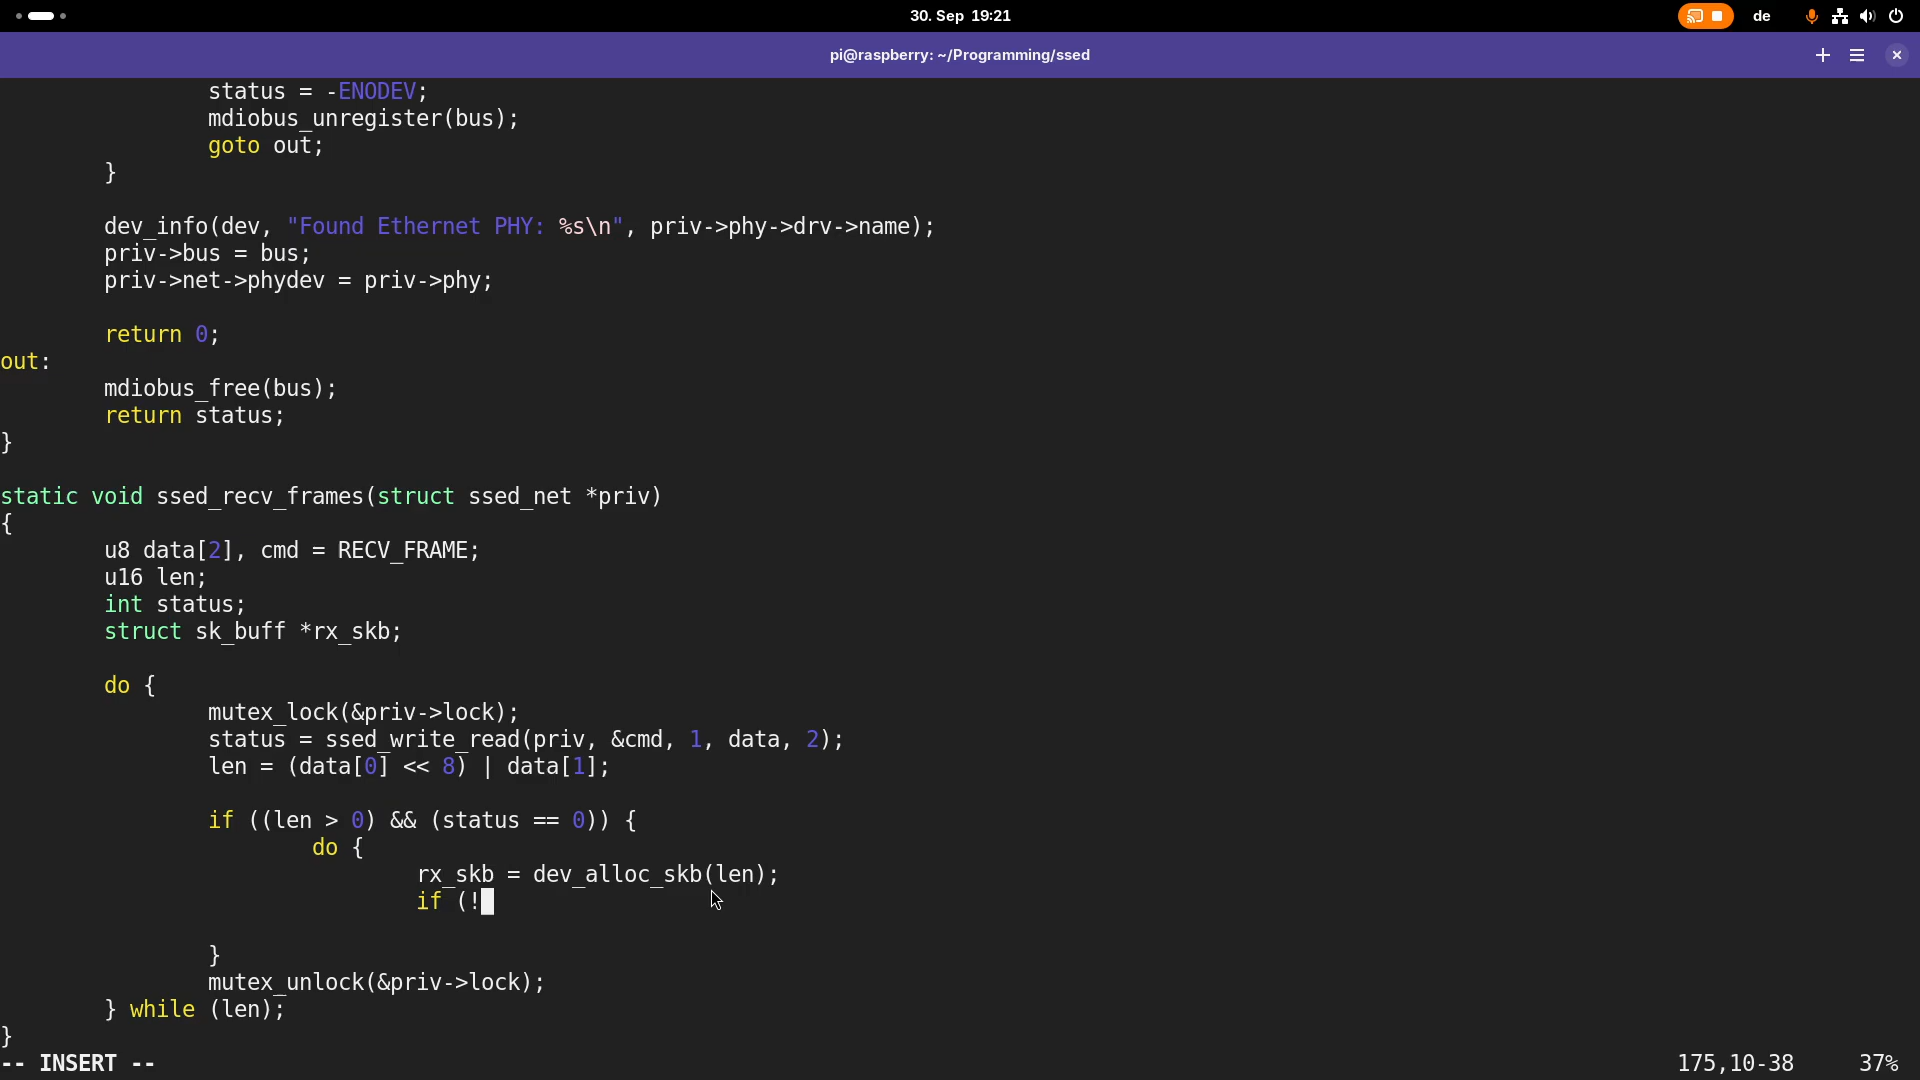 30. Sep 19:21
de
pi@raspberry: ~/Programming/ssed
                status = -ENODEV;
                mdiobus_unregister(bus);
                goto out;
        }

        dev_info(dev, "Found Ethernet PHY: %s\n", priv->phy->drv->name);
        priv->bus = bus;
        priv->net->phydev = priv->phy;

        return 0;
out:
        mdiobus_free(bus);
        return status;
}

static void ssed_recv_frames(struct ssed_net *priv)
{
        u8 data[2], cmd = RECV_FRAME;
        u16 len;
        int status;
        struct sk_buff *rx_skb;

        do {
                mutex_lock(&priv->lock);
                status = ssed_write_read(priv, &cmd, 1, data, 2);
                len = (data[0] << 8) | data[1];

                if ((len > 0) && (status == 0)) {
                        do {
                                rx_skb = dev_alloc_skb(len);
                                if (!

                }
                mutex_unlock(&priv->lock);
        } while (len);
}
-- INSERT --
175,10-38
37%